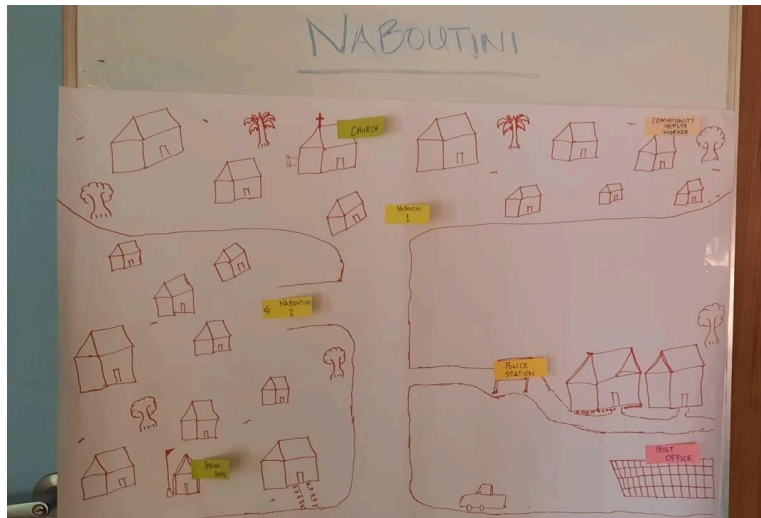 NABOUTINI
CHURCH
COMMUNITY
HEALTH
WORKER
NABOUTINI
1
NABOUTINI
2
POLICE
STATION
POST
OFFICE